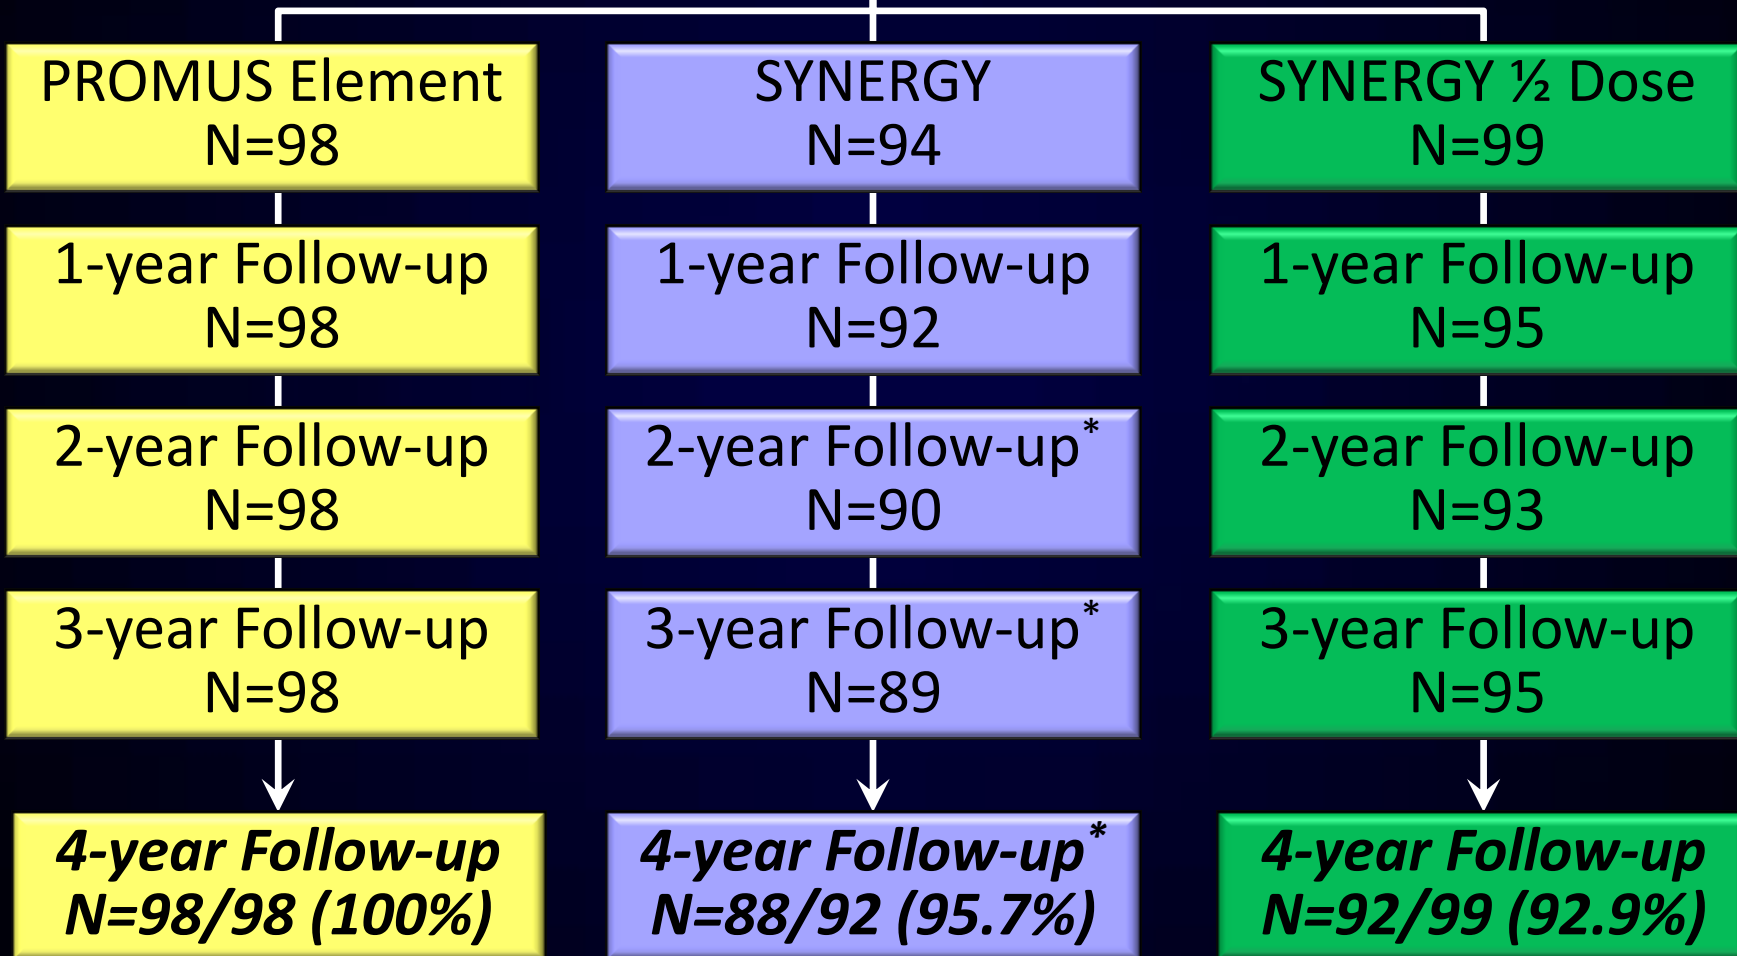 PROMUS Element
N=98
SYNERGY
N=94
SYNERGY ½ Dose
N=99
1-year Follow-up
N=98
1-year Follow-up
N=92
1-year Follow-up
N=95
2-year Follow-up
N=98
2-year Follow-up*
N=90
2-year Follow-up
N=93
3-year Follow-up
N=98
3-year Follow-up*
N=89
3-year Follow-up
N=95
4-year Follow-up
N=98/98 (100%)
4-year Follow-up*
N=88/92 (95.7%)
4-year Follow-up
N=92/99 (92.9%)